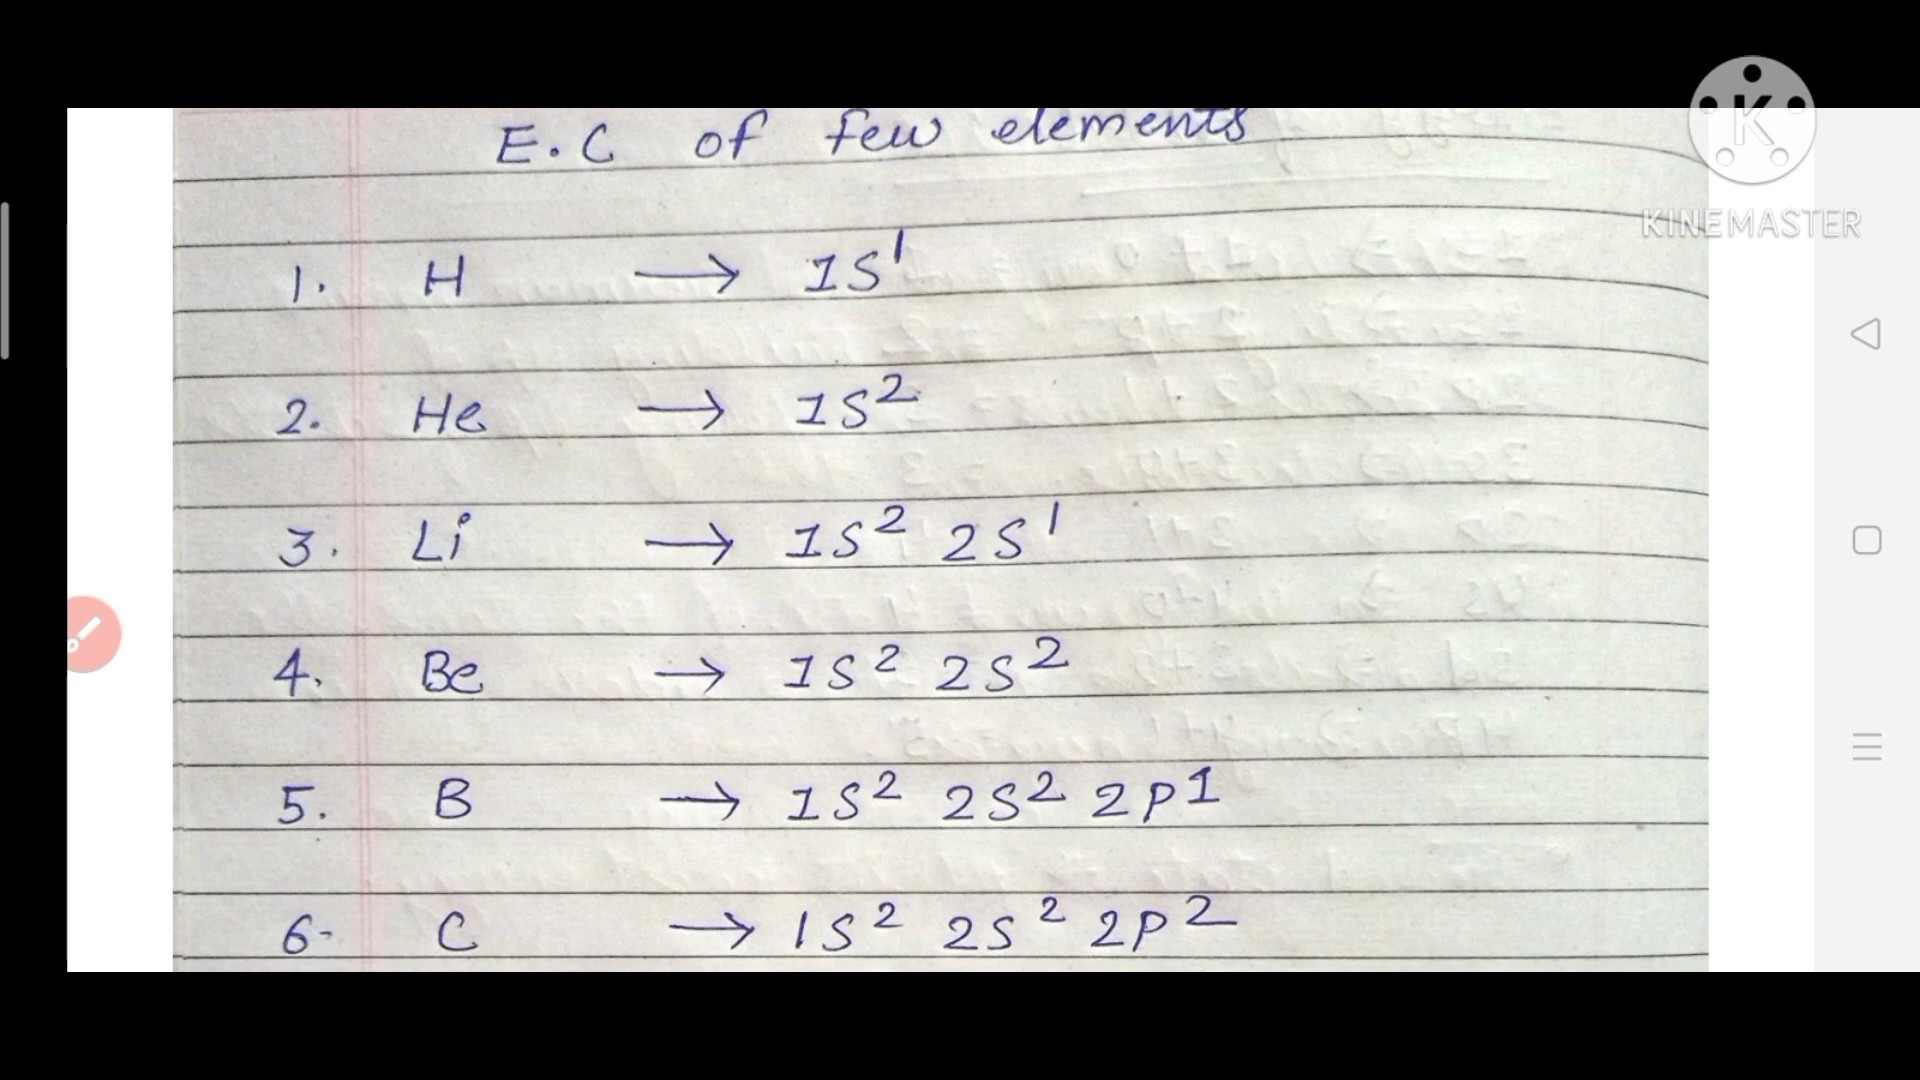 E.C of few elements
K
KINEMASTER
1. H → 1S¹
2. He → 1S²
3. Li → 1S² 2S¹
4. Be → 1S² 2S²
5. B → 1S² 2S² 2P¹
6- C → 1S² 2S² 2P²